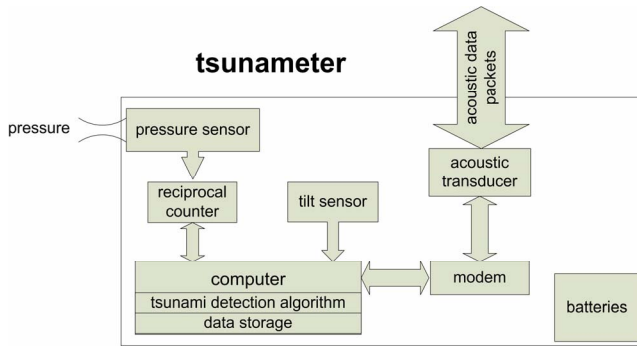 tsunameter
acoustic data
packets
pressure
pressure sensor
acoustic
transducer
reciprocal
counter
tilt sensor
computer
tsunami detection algorithm
data storage
modem
batteries